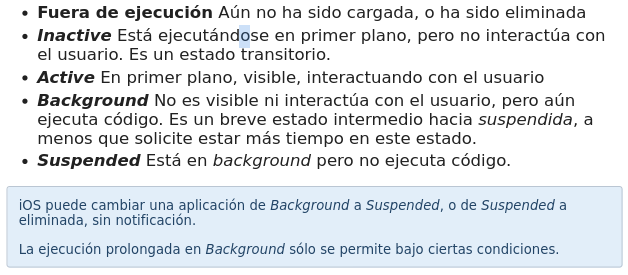 • Fuera de ejecución Aún no ha sido cargada, o ha sido eliminada
• Inactive Está ejecutándose en primer plano, pero no interactúa con
el usuario. Es un estado transitorio.
• Active En primer plano, visible, interactuando con el usuario
• Background No es visible ni interactúa con el usuario, pero aún
ejecuta código. Es un breve estado intermedio hacia suspendida, a
menos que solicite estar más tiempo en este estado.
• Suspended Está en background pero no ejecuta código.
iOS puede cambiar una aplicación de Background a Suspended, o de Suspended a
eliminada, sin notificación.
La ejecución prolongada en Background sólo se permite bajo ciertas condiciones.